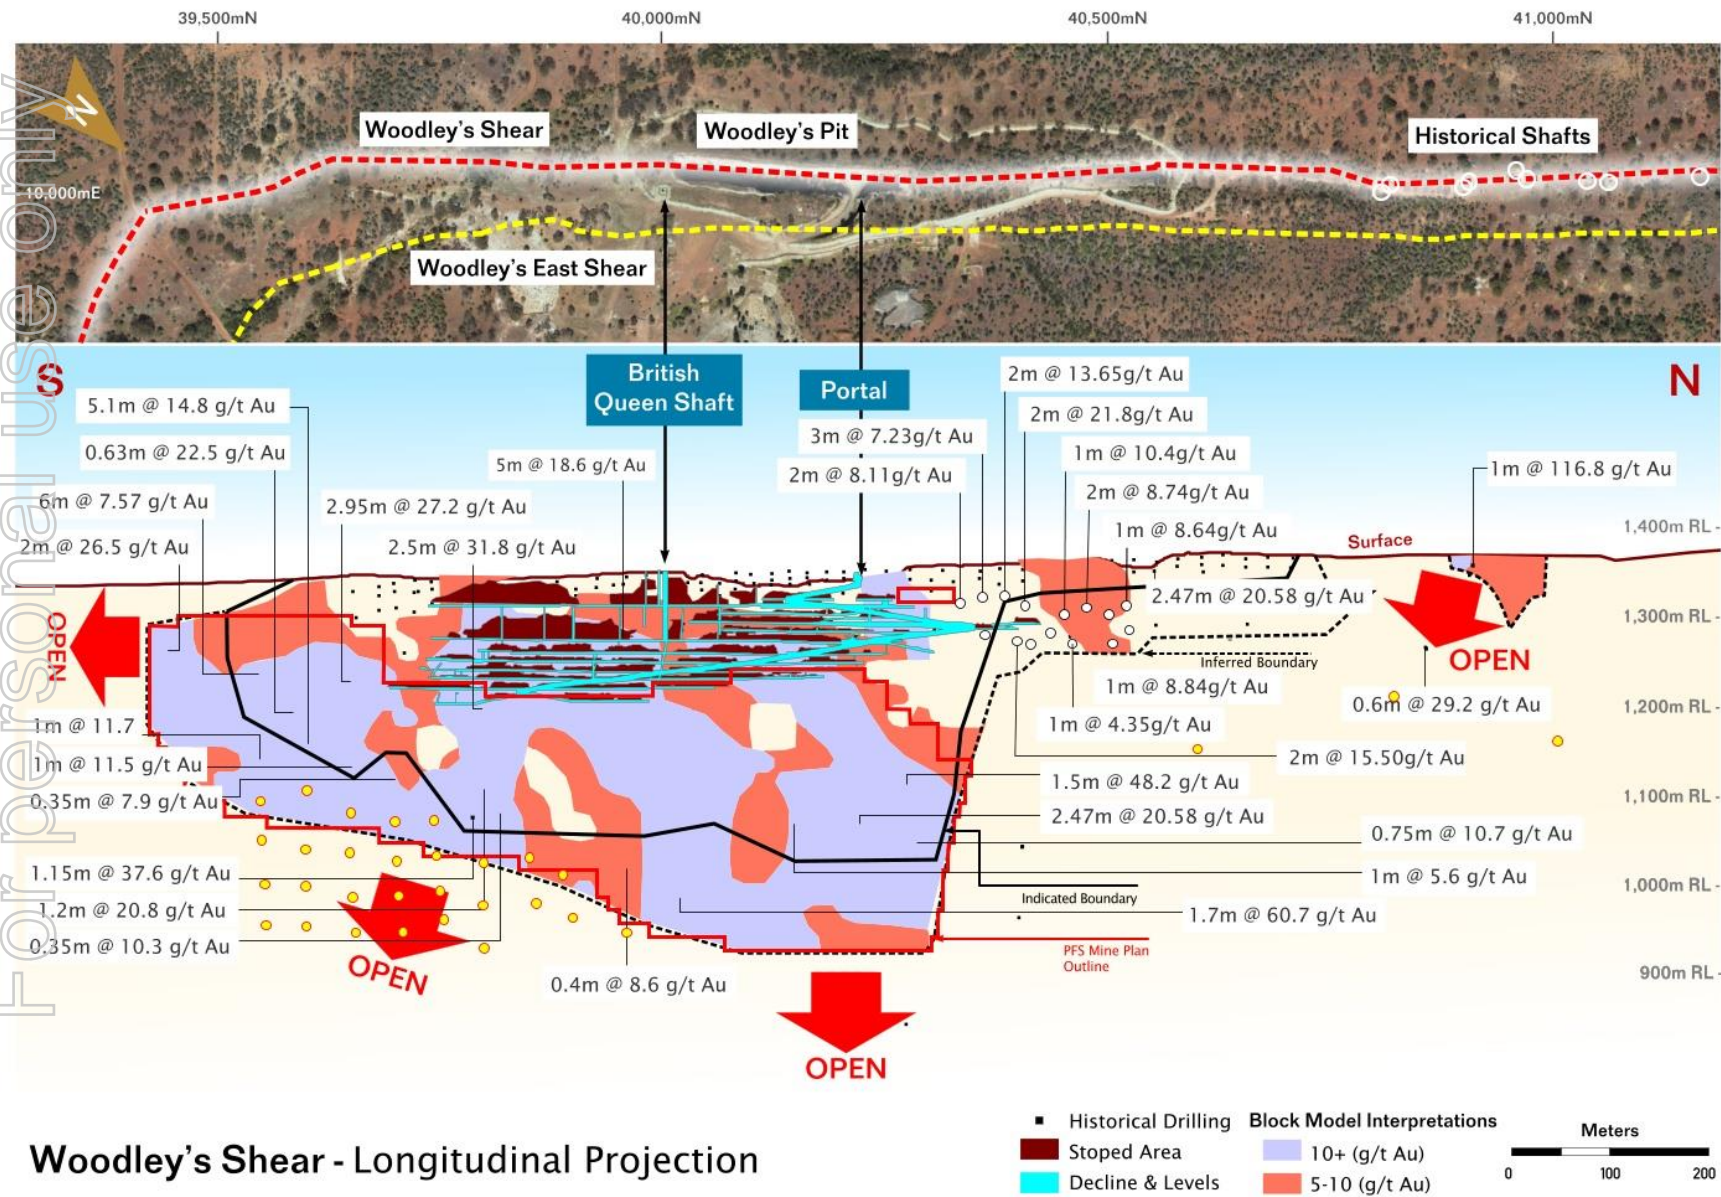 39,500mN
40,000mN
40,500mN
41,000mN
N
10,000mE
Woodley's Shear
Woodley's Pit
Historical Shafts
Woodley's East Shear
For personal use only
S
N
British
Queen Shaft
Portal
5.1m @ 14.8 g/t Au
0.63m @ 22.5 g/t Au
6m @ 7.57 g/t Au
2m @ 26.5 g/t Au
2.95m @ 27.2 g/t Au
2.5m @ 31.8 g/t Au
5m @ 18.6 g/t Au
3m @ 7.23g/t Au
2m @ 8.11g/t Au
2m @ 13.65g/t Au
2m @ 21.8g/t Au
1m @ 10.4g/t Au
2m @ 8.74g/t Au
1m @ 8.64g/t Au
1m @ 116.8 g/t Au
Surface
1,400m RL
1,300m RL
1,200m RL
1,100m RL
1,000m RL
900m RL
OPEN
2.47m @ 20.58 g/t Au
OPEN
Inferred Boundary
1m @ 8.84g/t Au
0.6m @ 29.2 g/t Au
1m @ 4.35g/t Au
2m @ 15.50g/t Au
1m @ 11.7
1m @ 11.5 g/t Au
0.35m @ 7.9 g/t Au
1.5m @ 48.2 g/t Au
2.47m @ 20.58 g/t Au
0.75m @ 10.7 g/t Au
1m @ 5.6 g/t Au
1.15m @ 37.6 g/t Au
1.2m @ 20.8 g/t Au
0.35m @ 10.3 g/t Au
Indicated Boundary
1.7m @ 60.7 g/t Au
PFS Mine Plan
Outline
OPEN
0.4m @ 8.6 g/t Au
OPEN
Woodley's Shear - Longitudinal Projection
Historical Drilling
Stoped Area
Decline & Levels
Block Model Interpretations
10+ (g/t Au)
5-10 (g/t Au)
Meters
0 100 200